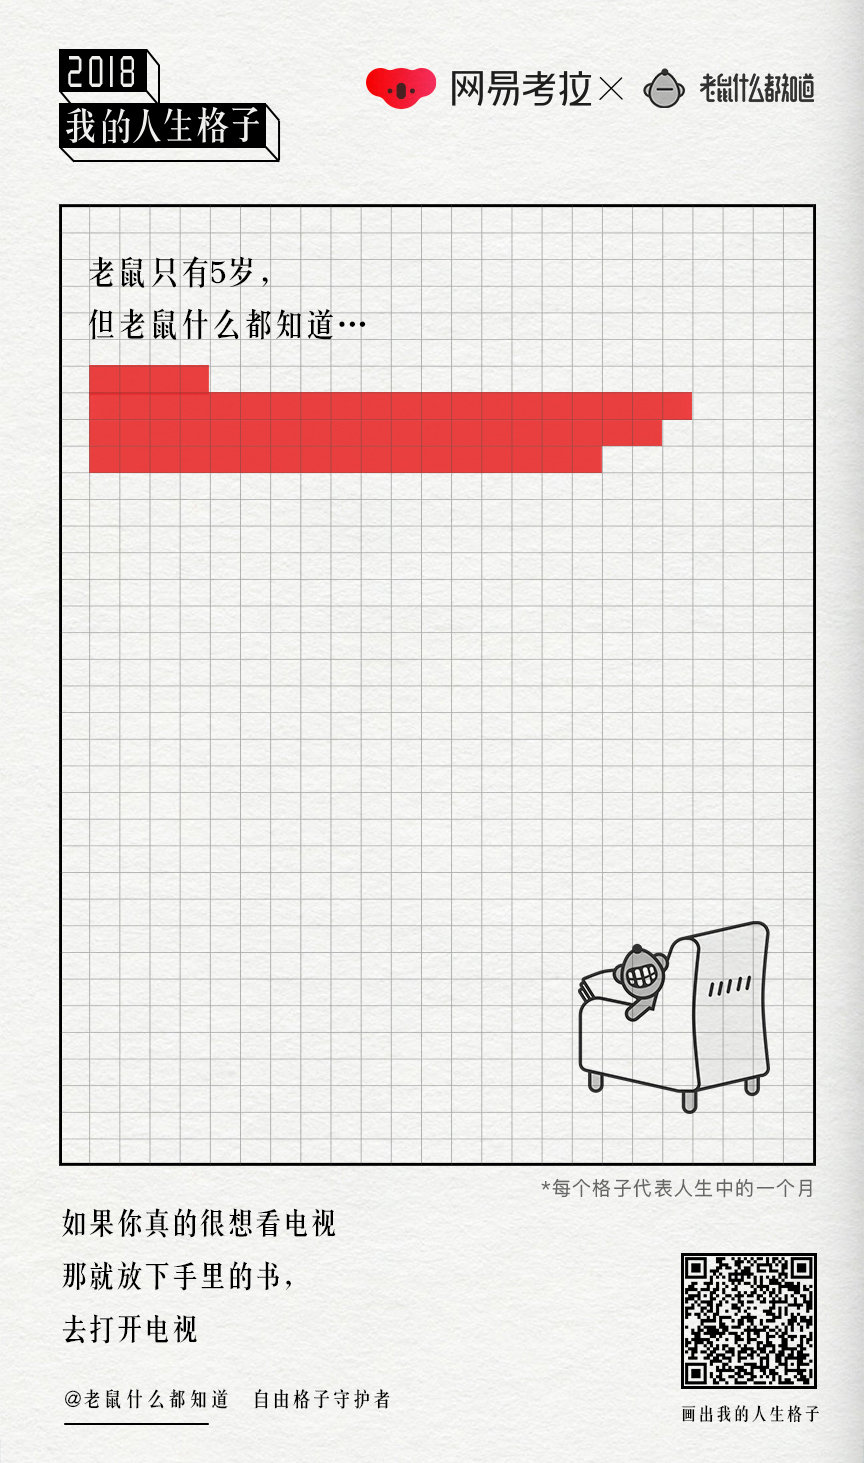 2018
我的人生格子
网易考拉×老鼠什么都知道
老鼠只有5岁，
但老鼠什么都知道…
*每个格子代表人生中的一个月
如果你真的很想看电视
那就放下手里的书，
去打开电视
@老鼠什么都知道 自由格子守护者
画出我的人生格子